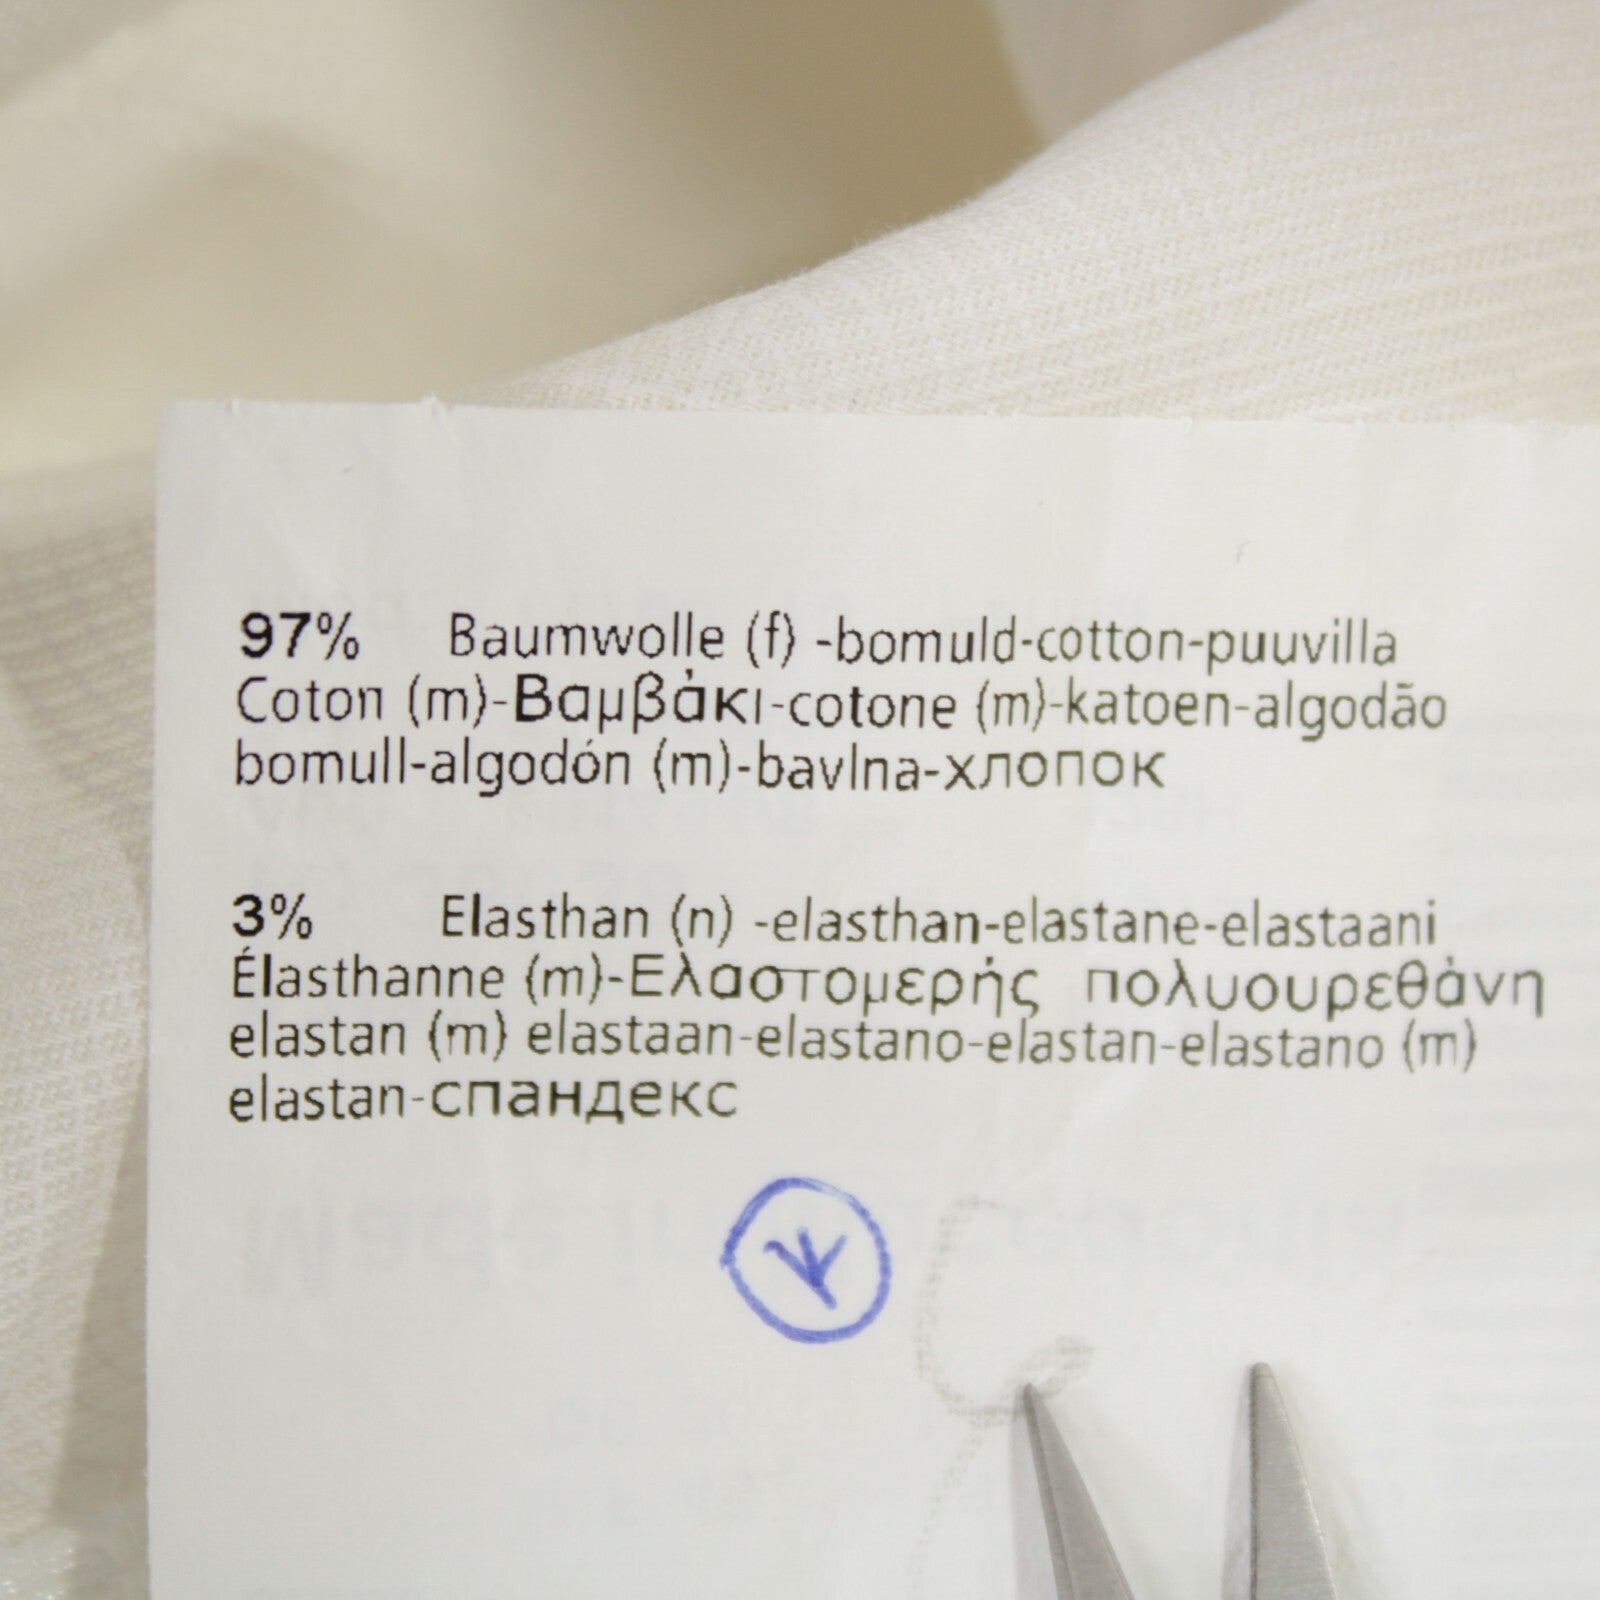 97% Baumwolle (f) -bomuld-cotton-puuvilla
Coton (m)-Βαμβάκι-cotone (m)-katoen-algodão
bomull-algodón (m)-bavlna-хлопок
3% Elasthan (n) -elasthan-elastane-elastaani
Élasthanne (m)-Ελαστομερής πολυουρεθάνη
elastan (m) elastaan-elastano-elastan-elastano (m)
elastan-спандекс